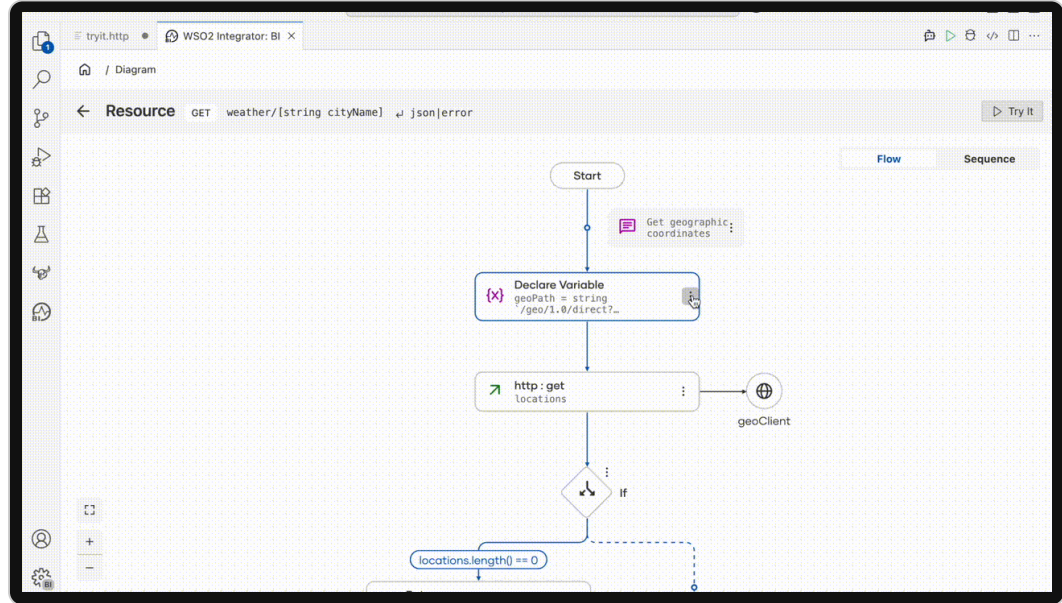 tryit.http
WSO2 Integrator: BI
1
/ Diagram
Resource GET weather/[string cityName] json|error
Try It
Flow Sequence
Start
Get geographic
coordinates
{x}
Declare Variable
geoPath = string
`/geo/1.0/direct?…
http : get
locations
geoClient
If
locations.length() == 0
BI
BI